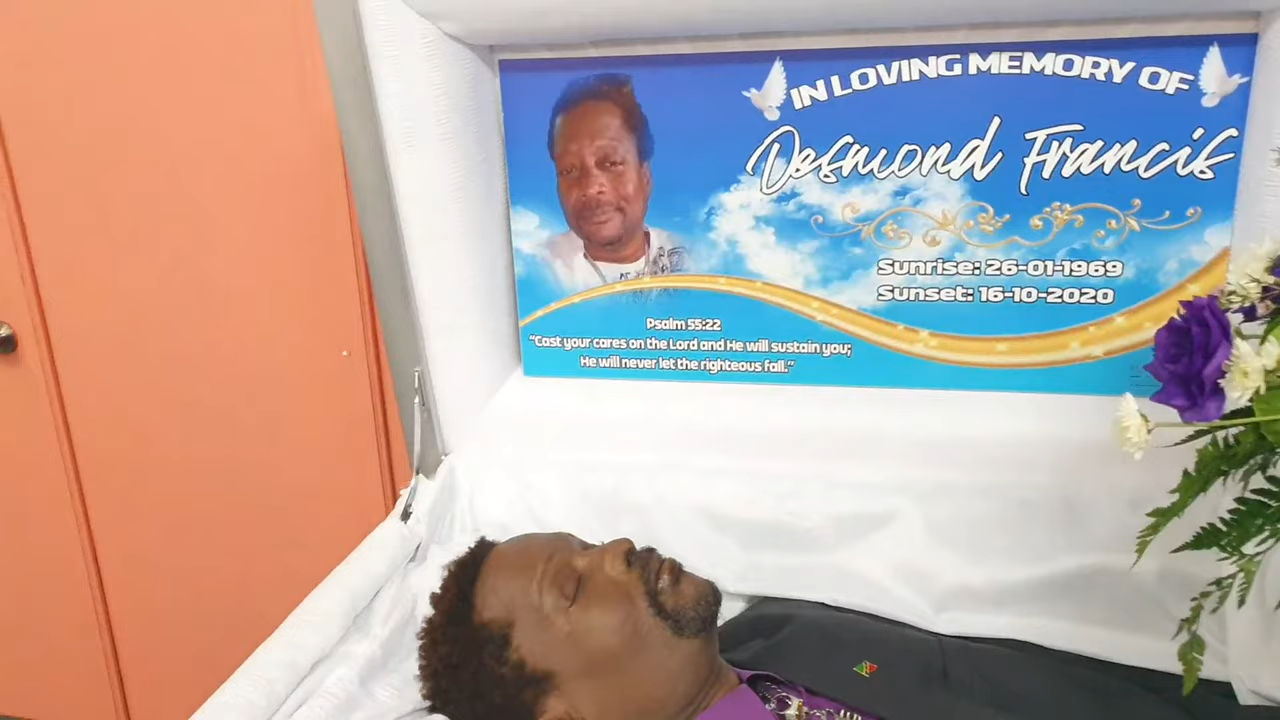 IN LOVING MEMORY OF
Desmond Francis
Sunrise: 26-01-1969
Sunset: 16-10-2020
Psalm 55:22
"Cast your cares on the Lord and He will sustain you;
He will never let the righteous fall."